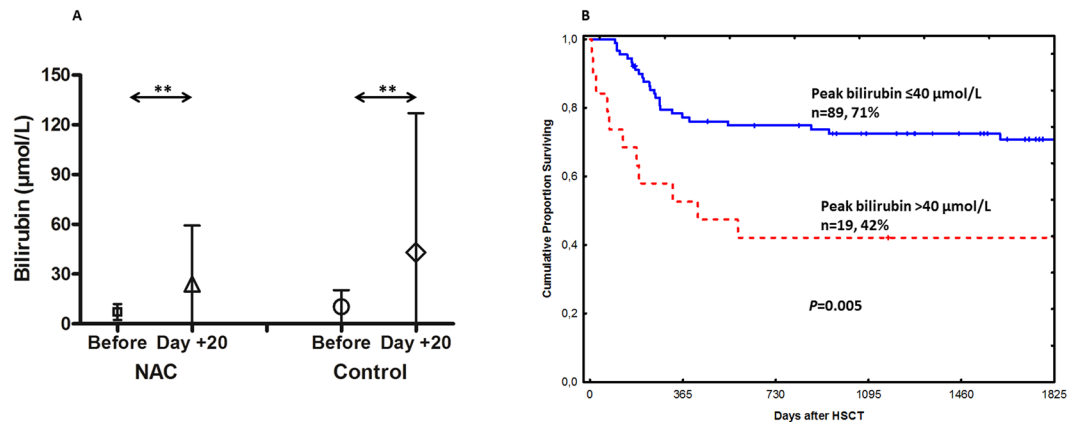 A
Bilirubin (µmol/L)
150
120
90
60
30
0
**
**
Before Day +20 Before Day +20
NAC Control
B
Cumulative Proportion Surviving
1,0
0,8
0,6
0,4
0,2
0,0
Peak bilirubin ≤40 µmol/L
n=89, 71%
Peak bilirubin >40 µmol/L
n=19, 42%
P=0.005
0 365 730 1095 1460 1825
Days after HSCT